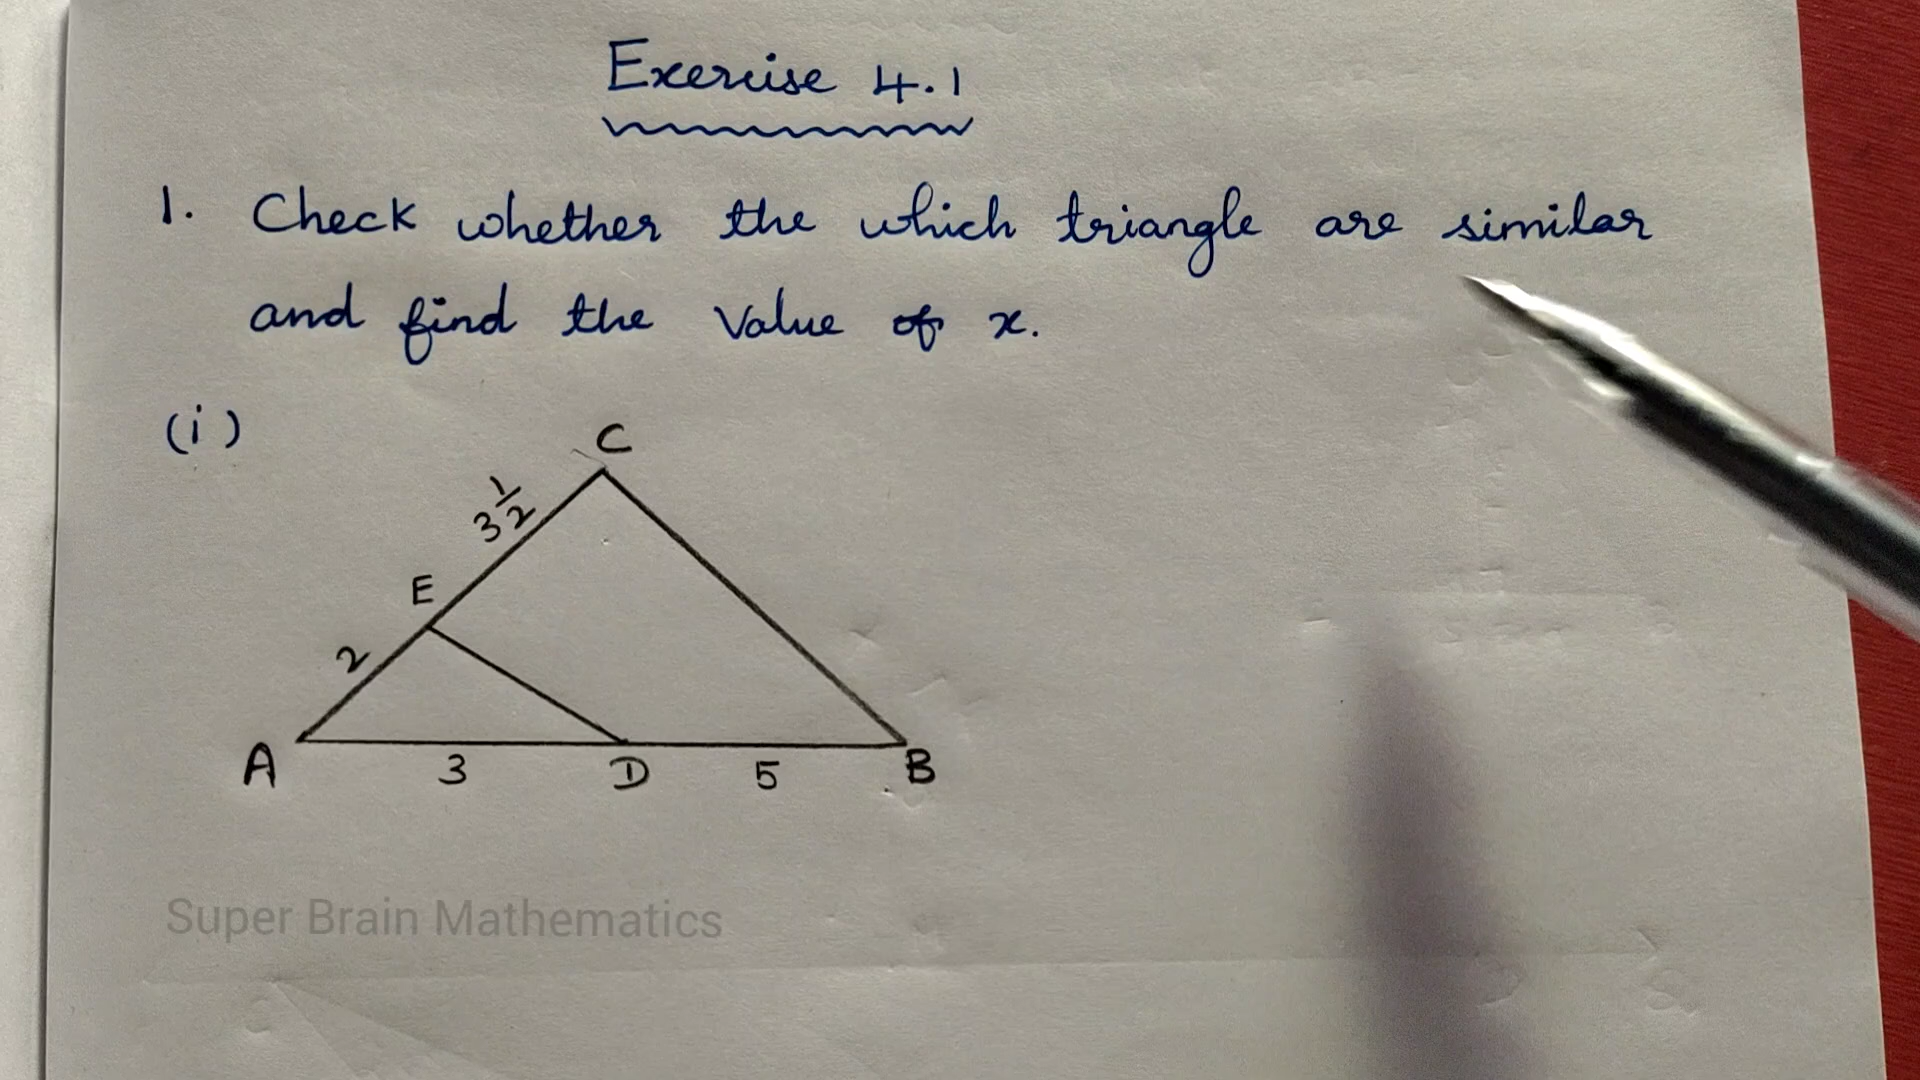 Exercise 4.1
1. Check whether the which triangle are similar
and find the value of x.
(i)
C
3 1/2
E
2
A 3 D 5 B
Super Brain Mathematics